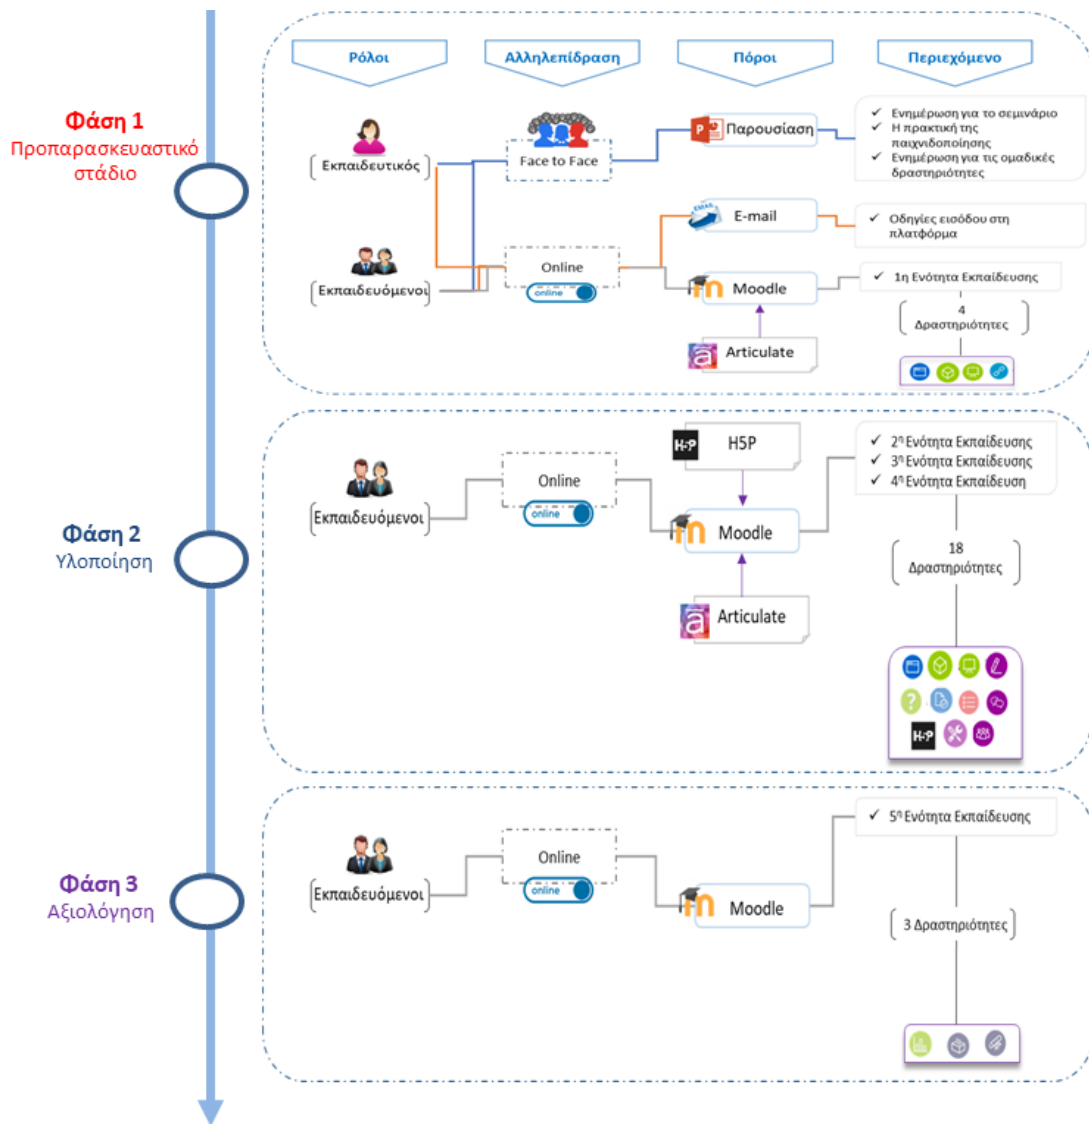 Ρόλοι
Αλληλεπίδραση
Πόροι
Περιεχόμενο
Φάση 1
Προπαρασκευαστικό
στάδιο
Εκπαιδευτικός
Face to Face
Παρουσίαση
✓ Ενημέρωση για το σεμινάριο
✓ Η πρακτική της
παιχνιδοποίησης
✓ Ενημέρωση για τις ομαδικές
δραστηριότητες
Εκπαιδευόμενοι
Online
online
EMAIL
E-mail
✓ Οδηγίες εισόδου στη
πλατφόρμα
Moodle
✓ 1η Ενότητα Εκπαίδευσης
4
Δραστηριότητες
Articulate
Φάση 2
Υλοποίηση
Εκπαιδευόμενοι
Online
online
H5P
H5P
Moodle
Articulate
✓ 2η Ενότητα Εκπαίδευσης
✓ 3η Ενότητα Εκπαίδευσης
✓ 4η Ενότητα Εκπαίδευση
18
Δραστηριότητες
?
H5P
Φάση 3
Αξιολόγηση
Εκπαιδευόμενοι
Online
online
Moodle
✓ 5η Ενότητα Εκπαίδευσης
3 Δραστηριότητες